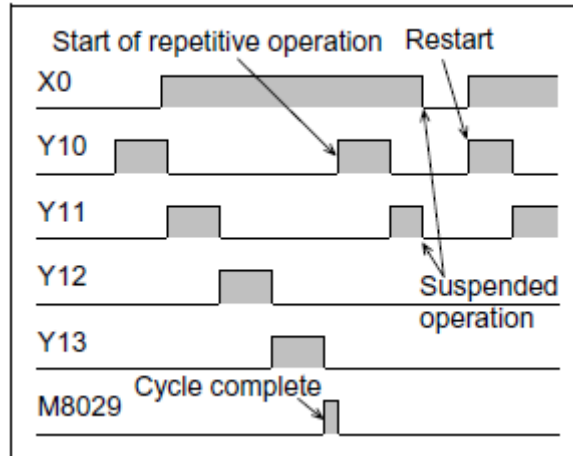 Start of repetitive operation
Restart
X0
Y10
Y11
Y12
Suspended
operation
Y13
Cycle complete
M8029